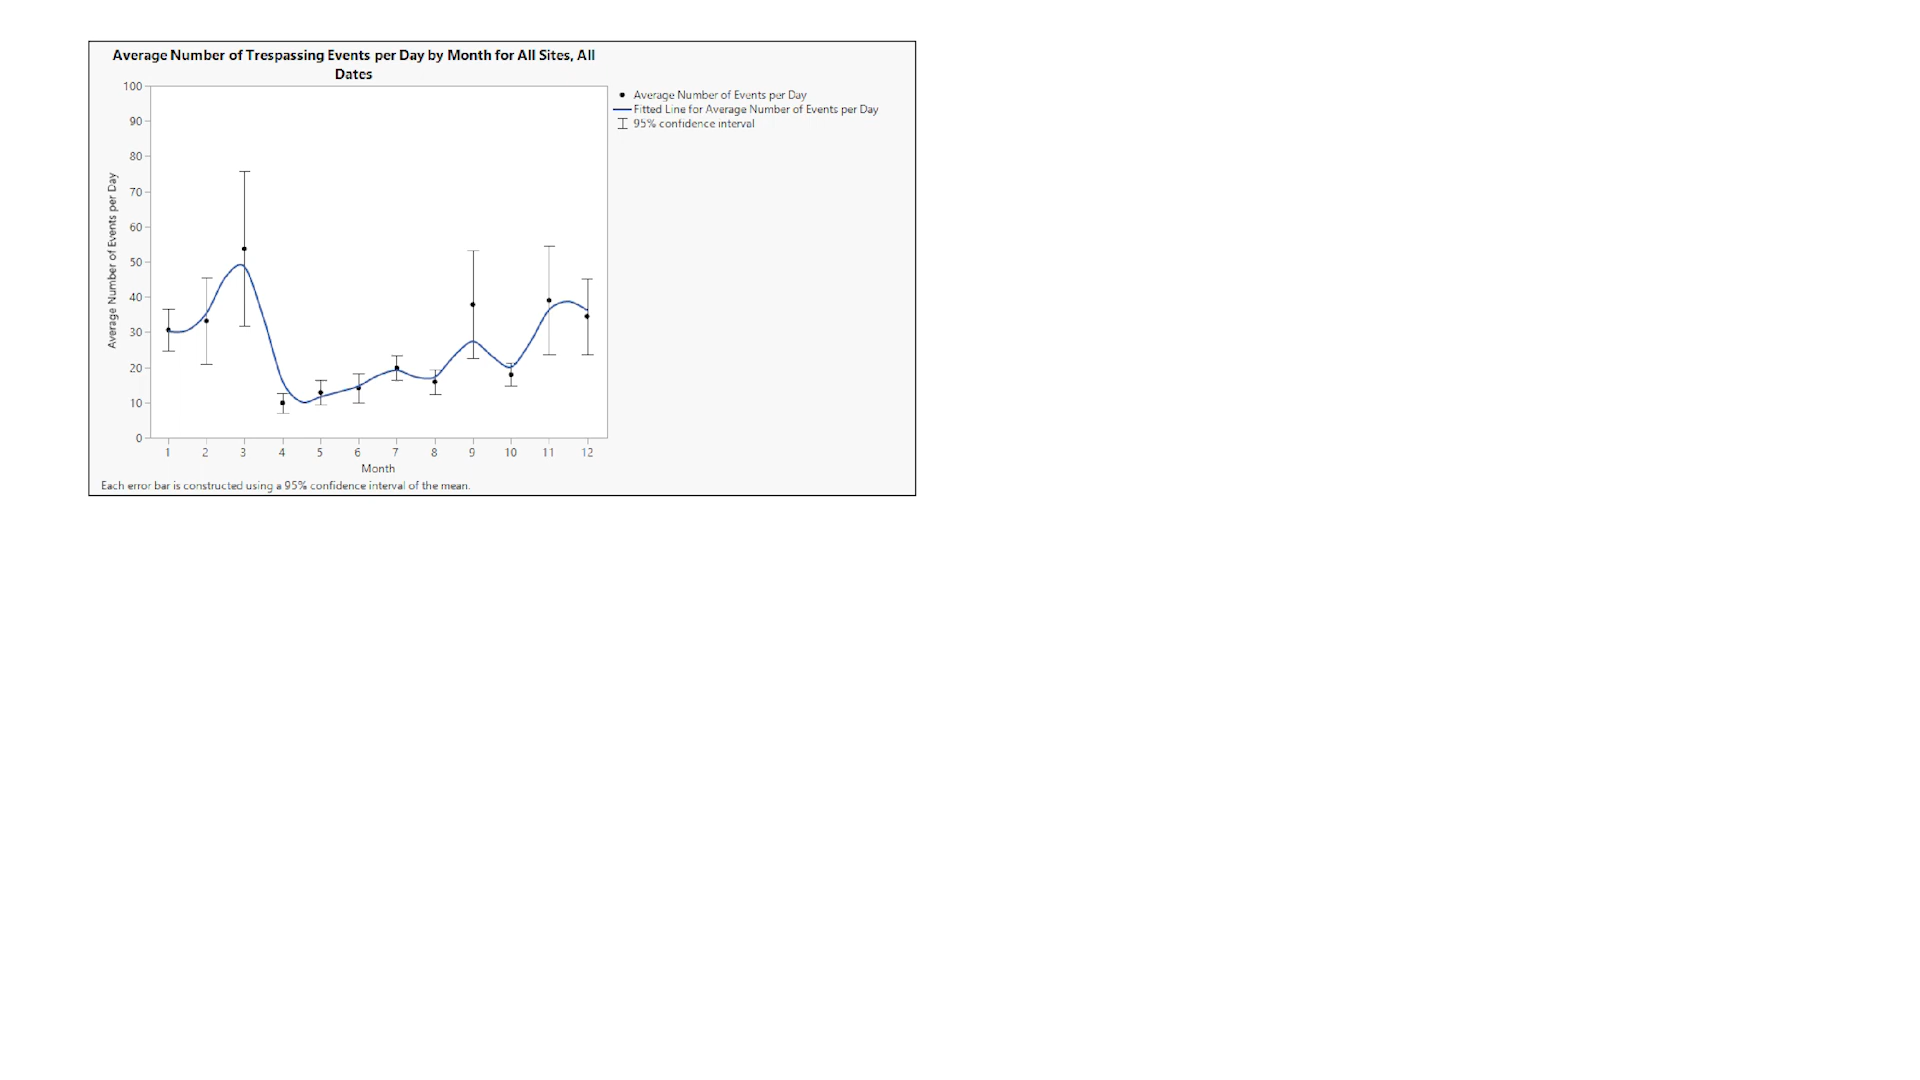 Average Number of Trespassing Events per Day by Month for All Sites, All
Dates
Average Number of Events per Day
Fitted Line for Average Number of Events per Day
95% confidence interval
Average Number of Events per Day
100
90
80
70
60
50
40
30
20
10
0
1 2 3 4 5 6 7 8 9 10 11 12
Month
Each error bar is constructed using a 95% confidence interval of the mean.